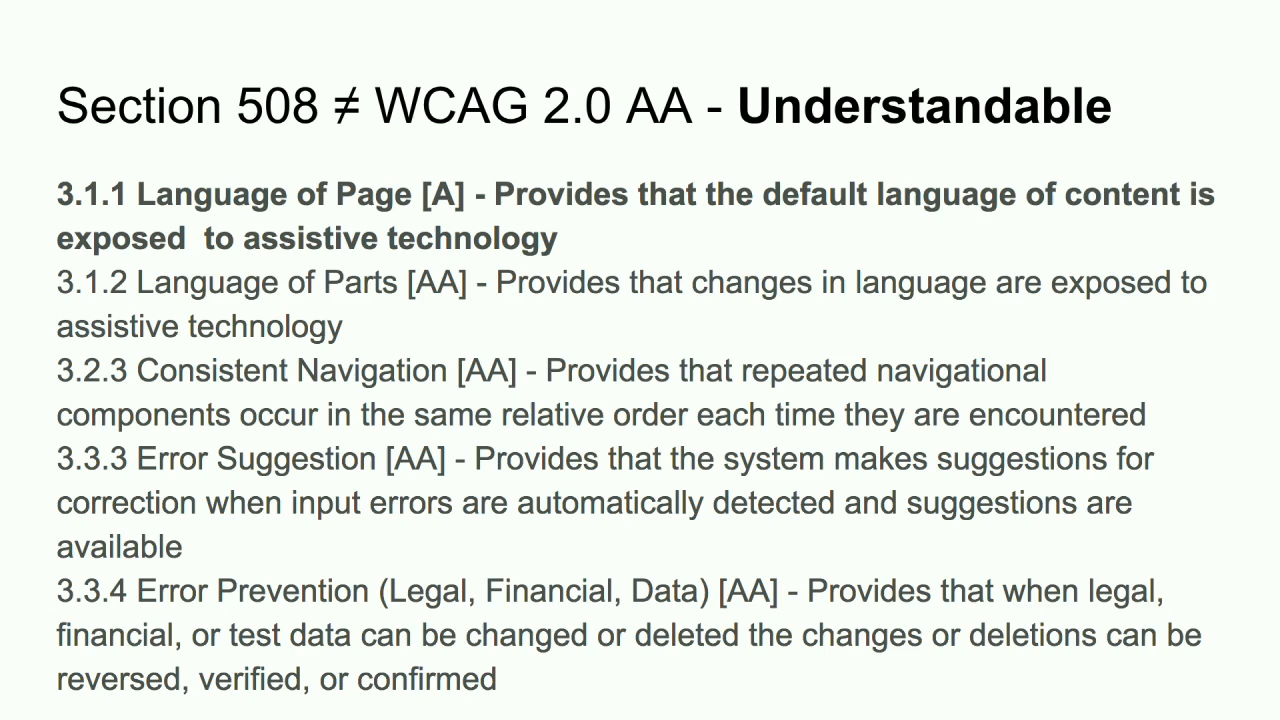 Section 508 ≠ WCAG 2.0 AA - Understandable
3.1.1 Language of Page [A] - Provides that the default language of content is
exposed  to assistive technology
3.1.2 Language of Parts [AA] - Provides that changes in language are exposed to
assistive technology
3.2.3 Consistent Navigation [AA] - Provides that repeated navigational
components occur in the same relative order each time they are encountered
3.3.3 Error Suggestion [AA] - Provides that the system makes suggestions for
correction when input errors are automatically detected and suggestions are
available
3.3.4 Error Prevention (Legal, Financial, Data) [AA] - Provides that when legal,
financial, or test data can be changed or deleted the changes or deletions can be
reversed, verified, or confirmed